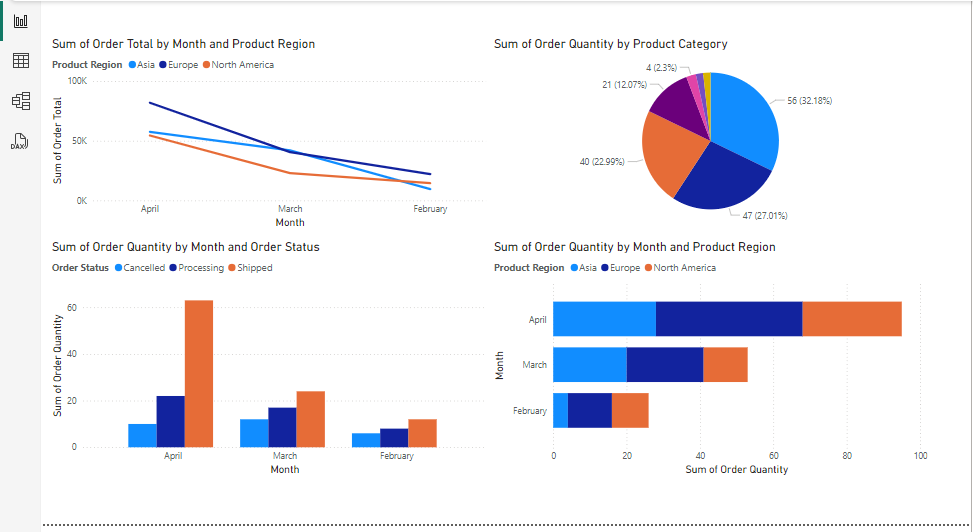 Sum of Order Total by Month and Product Region
Product Region Asia Europe North America
100K
50K
0K
Sum of Order Total
April March February
Month
Sum of Order Quantity by Product Category
4 (2.3%)
21 (12.07%)
56 (32.18%)
40 (22.99%)
47 (27.01%)
Sum of Order Quantity by Month and Order Status
Order Status Cancelled Processing Shipped
60
40
20
0
Sum of Order Quantity
April March February
Month
Sum of Order Quantity by Month and Product Region
Product Region Asia Europe North America
Month
April
March
February
0 20 40 60 80 100
Sum of Order Quantity
DAX